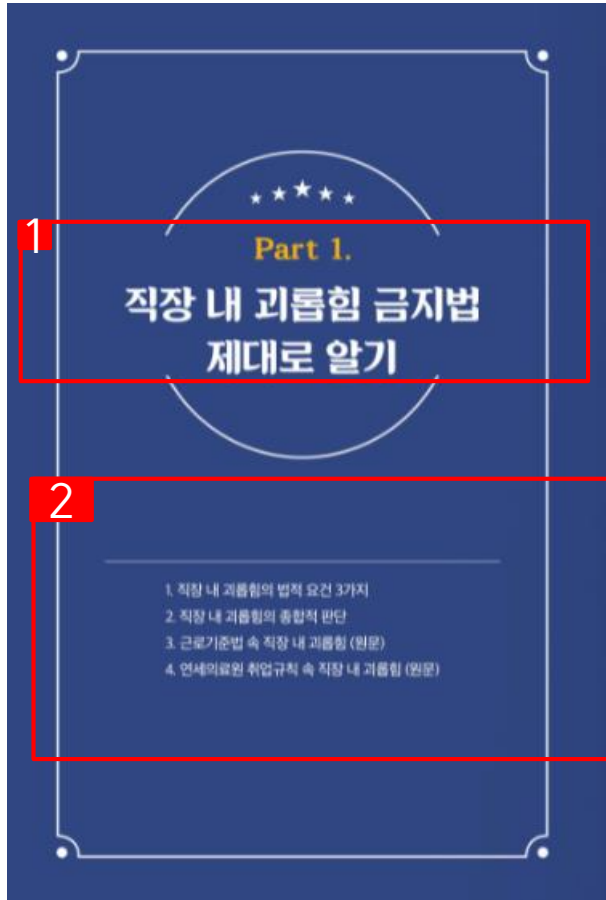 1
Part 1.
직장 내 괴롭힘 금지법
제대로 알기
2
1. 직장 내 괴롭힘의 법적 요건 3가지
2. 직장 내 괴롭힘의 종합적 판단
3. 근로기준법 속 직장 내 괴롭힘 (원문)
4. 연세의료원 취업규칙 속 직장 내 괴롭힘 (원문)